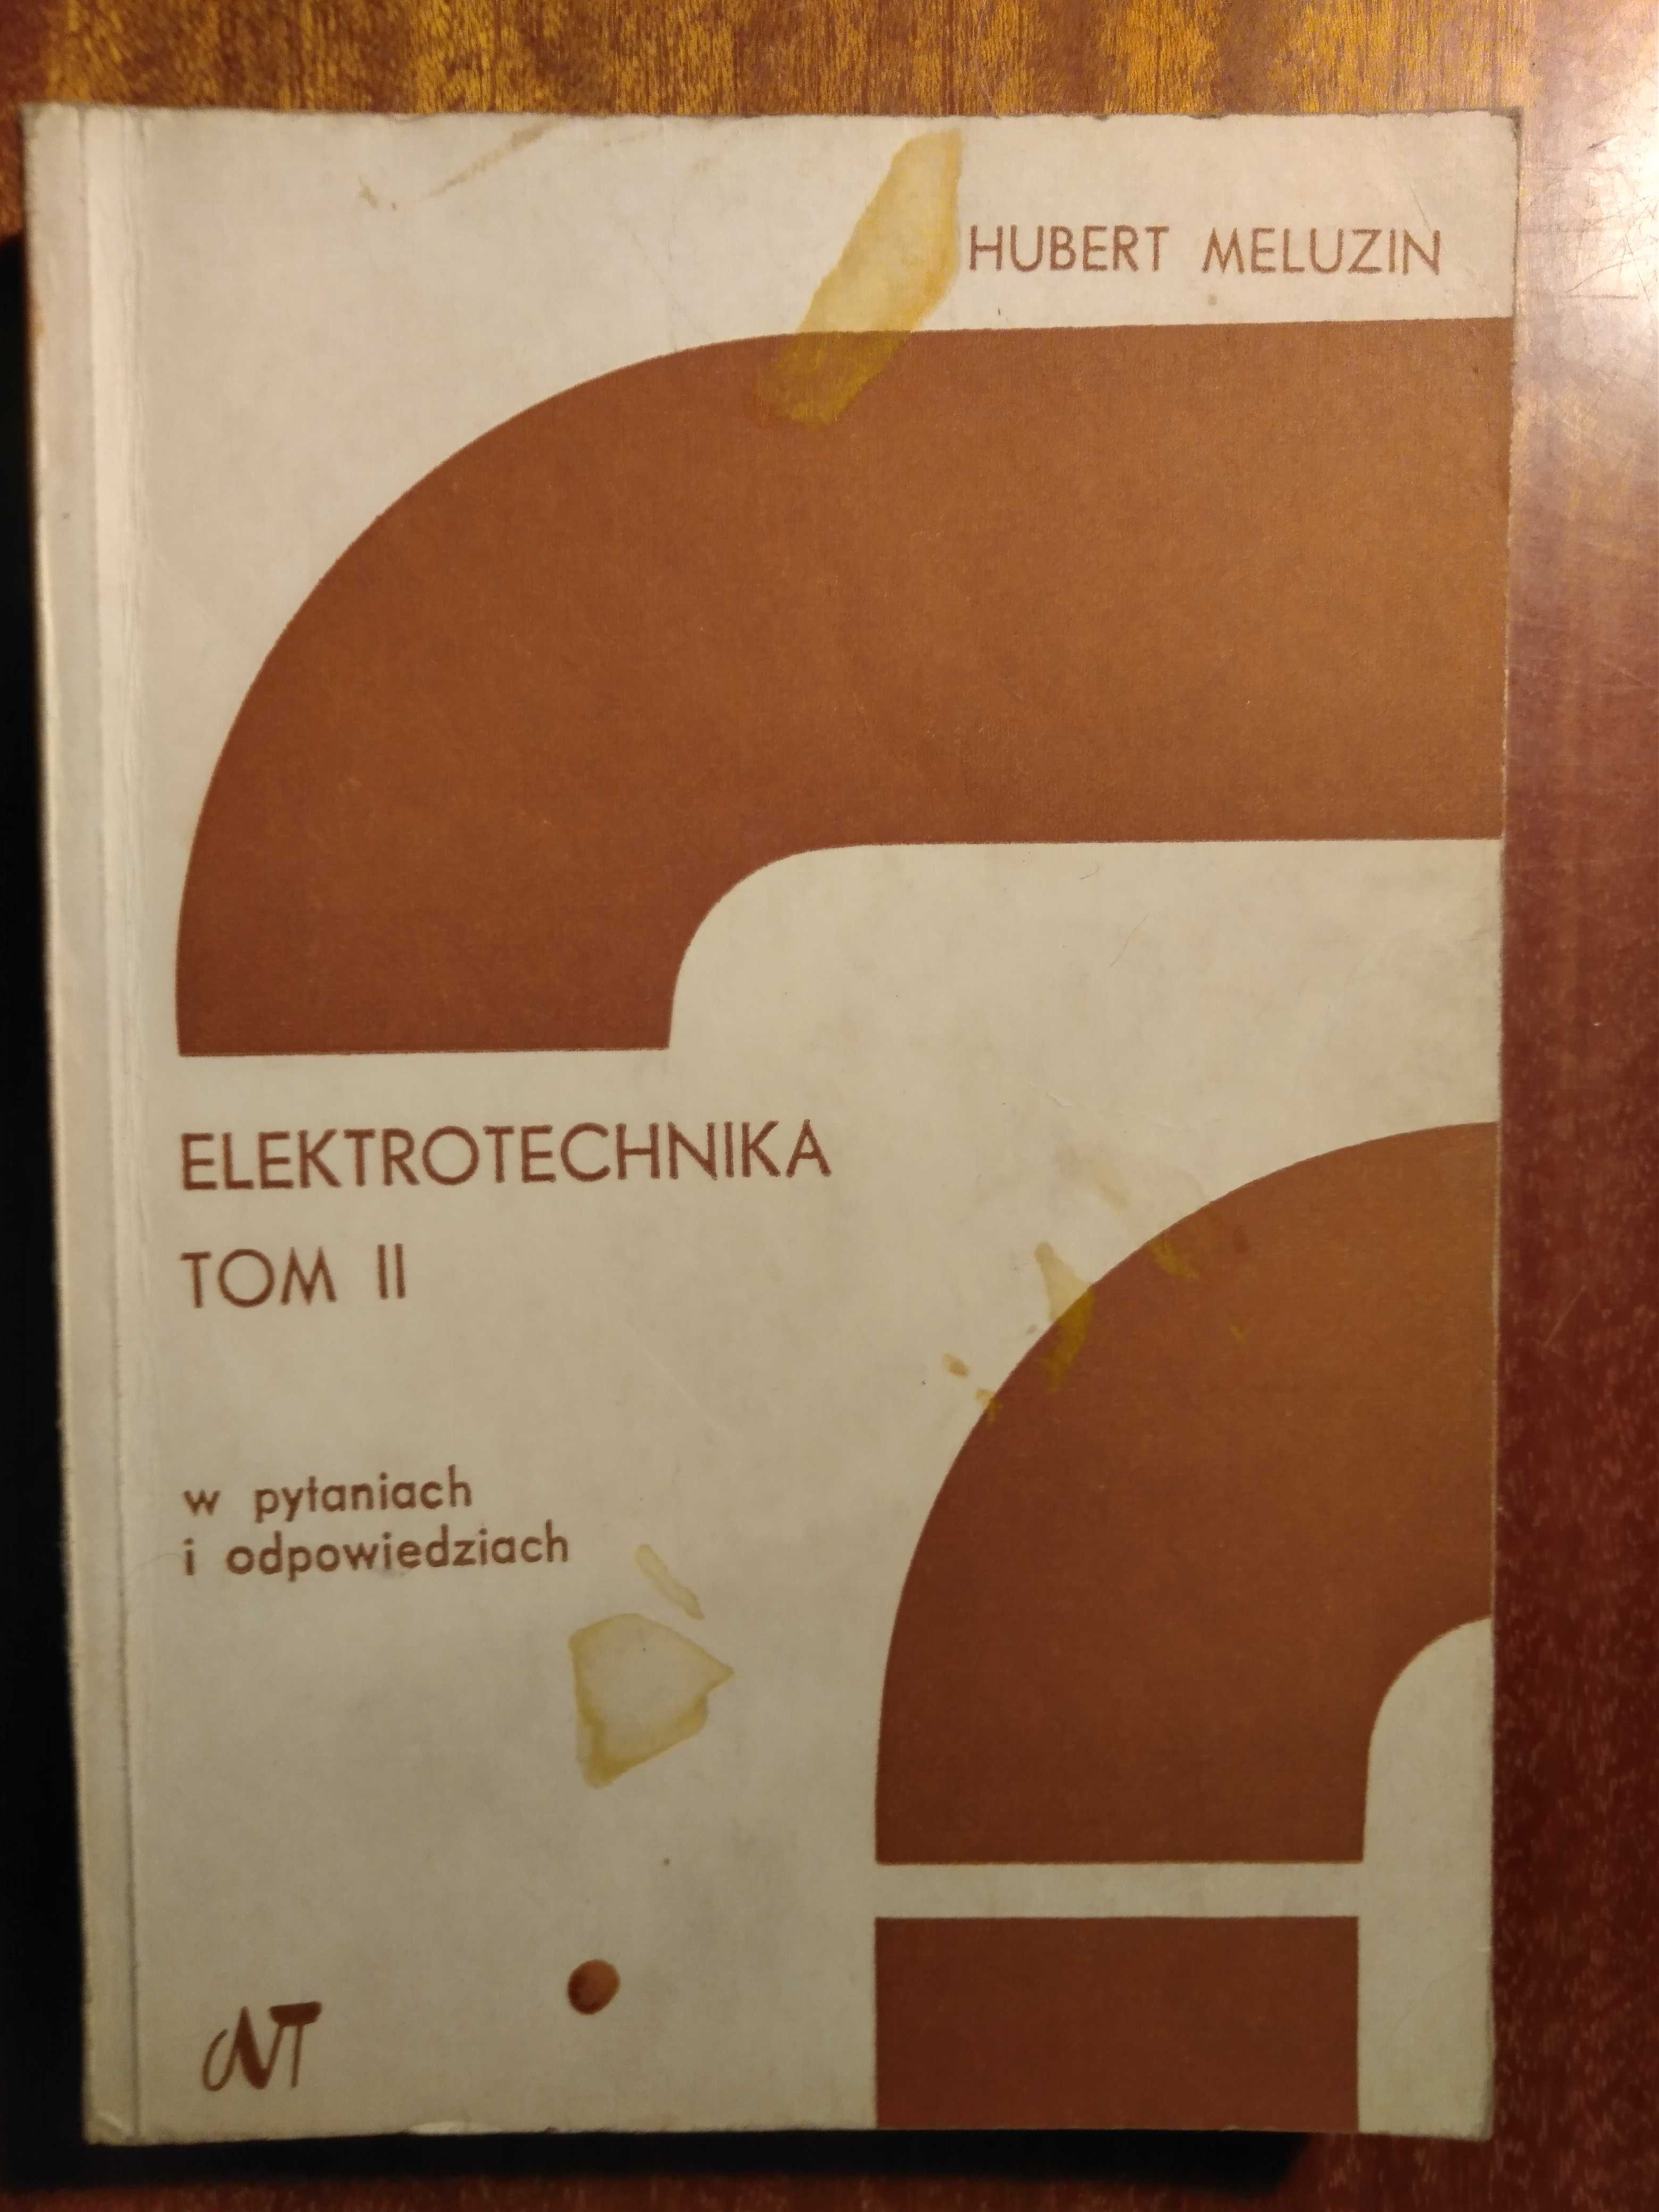 HUBERT MELUZIN
ELEKTROTECHNIKA
TOM II
w pytaniach
i odpowiedziach
WNT